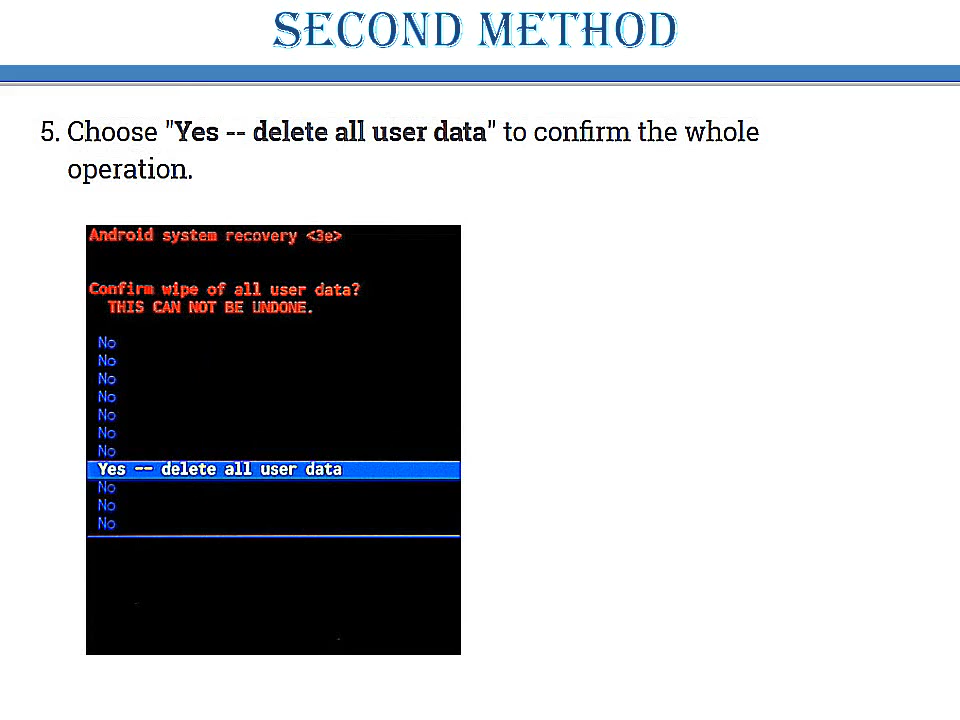 SECOND METHOD
5. Choose "Yes -- delete all user data" to confirm the whole
operation.
Android system recovery <3e>
Confirm wipe of all user data?
THIS CAN NOT BE UNDONE.
No
No
No
No
No
No
No
Yes -- delete all user data
No
No
No